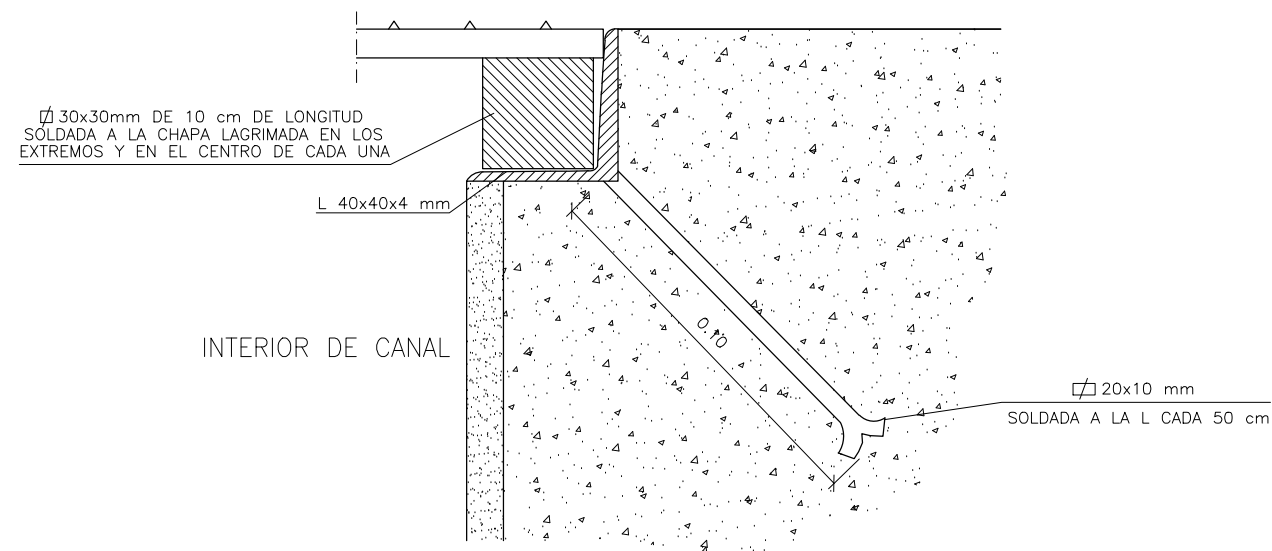 30x30mm DE 10 cm DE LONGITUD
SOLDADA A LA CHAPA LAGRIMADA EN LOS
EXTREMOS Y EN EL CENTRO DE CADA UNA
L 40x40x4 mm
0.10
INTERIOR DE CANAL
20x10 mm
SOLDADA A LA L CADA 50 cm